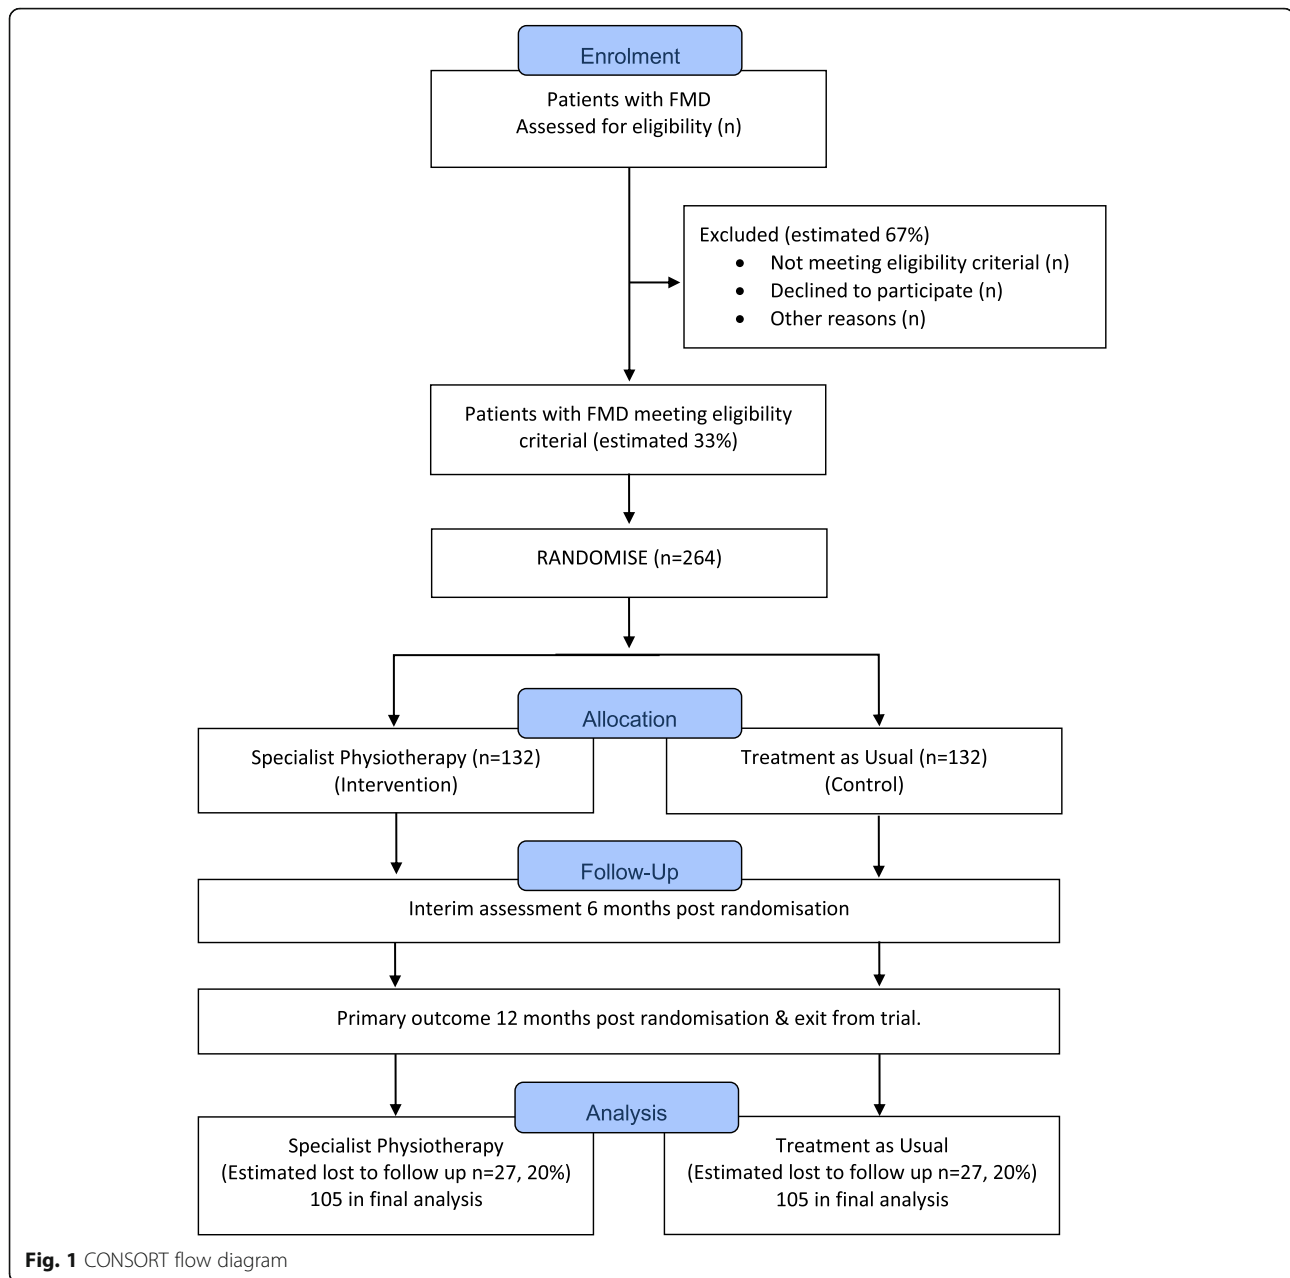 Enrolment
Patients with FMD
Assessed for eligibility (n)
Excluded (estimated 67%)
• Not meeting eligibility criterial (n)
• Declined to participate (n)
• Other reasons (n)
Patients with FMD meeting eligibility
criterial (estimated 33%)
RANDOMISE (n=264)
Allocation
Specialist Physiotherapy (n=132)
(Intervention)
Treatment as Usual (n=132)
(Control)
Follow-Up
Interim assessment 6 months post randomisation
Primary outcome 12 months post randomisation & exit from trial.
Analysis
Specialist Physiotherapy
(Estimated lost to follow up n=27, 20%)
105 in final analysis
Treatment as Usual
(Estimated lost to follow up n=27, 20%)
105 in final analysis
Fig. 1 CONSORT flow diagram